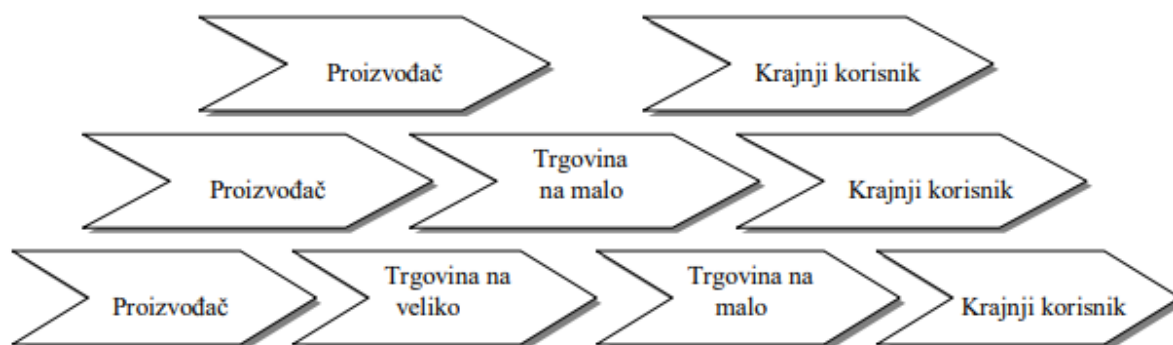 Proizvođač
Krajnji korisnik
Proizvođač
Trgovina
na malo
Krajnji korisnik
Proizvođač
Trgovina na
veliko
Trgovina na
malo
Krajnji korisnik